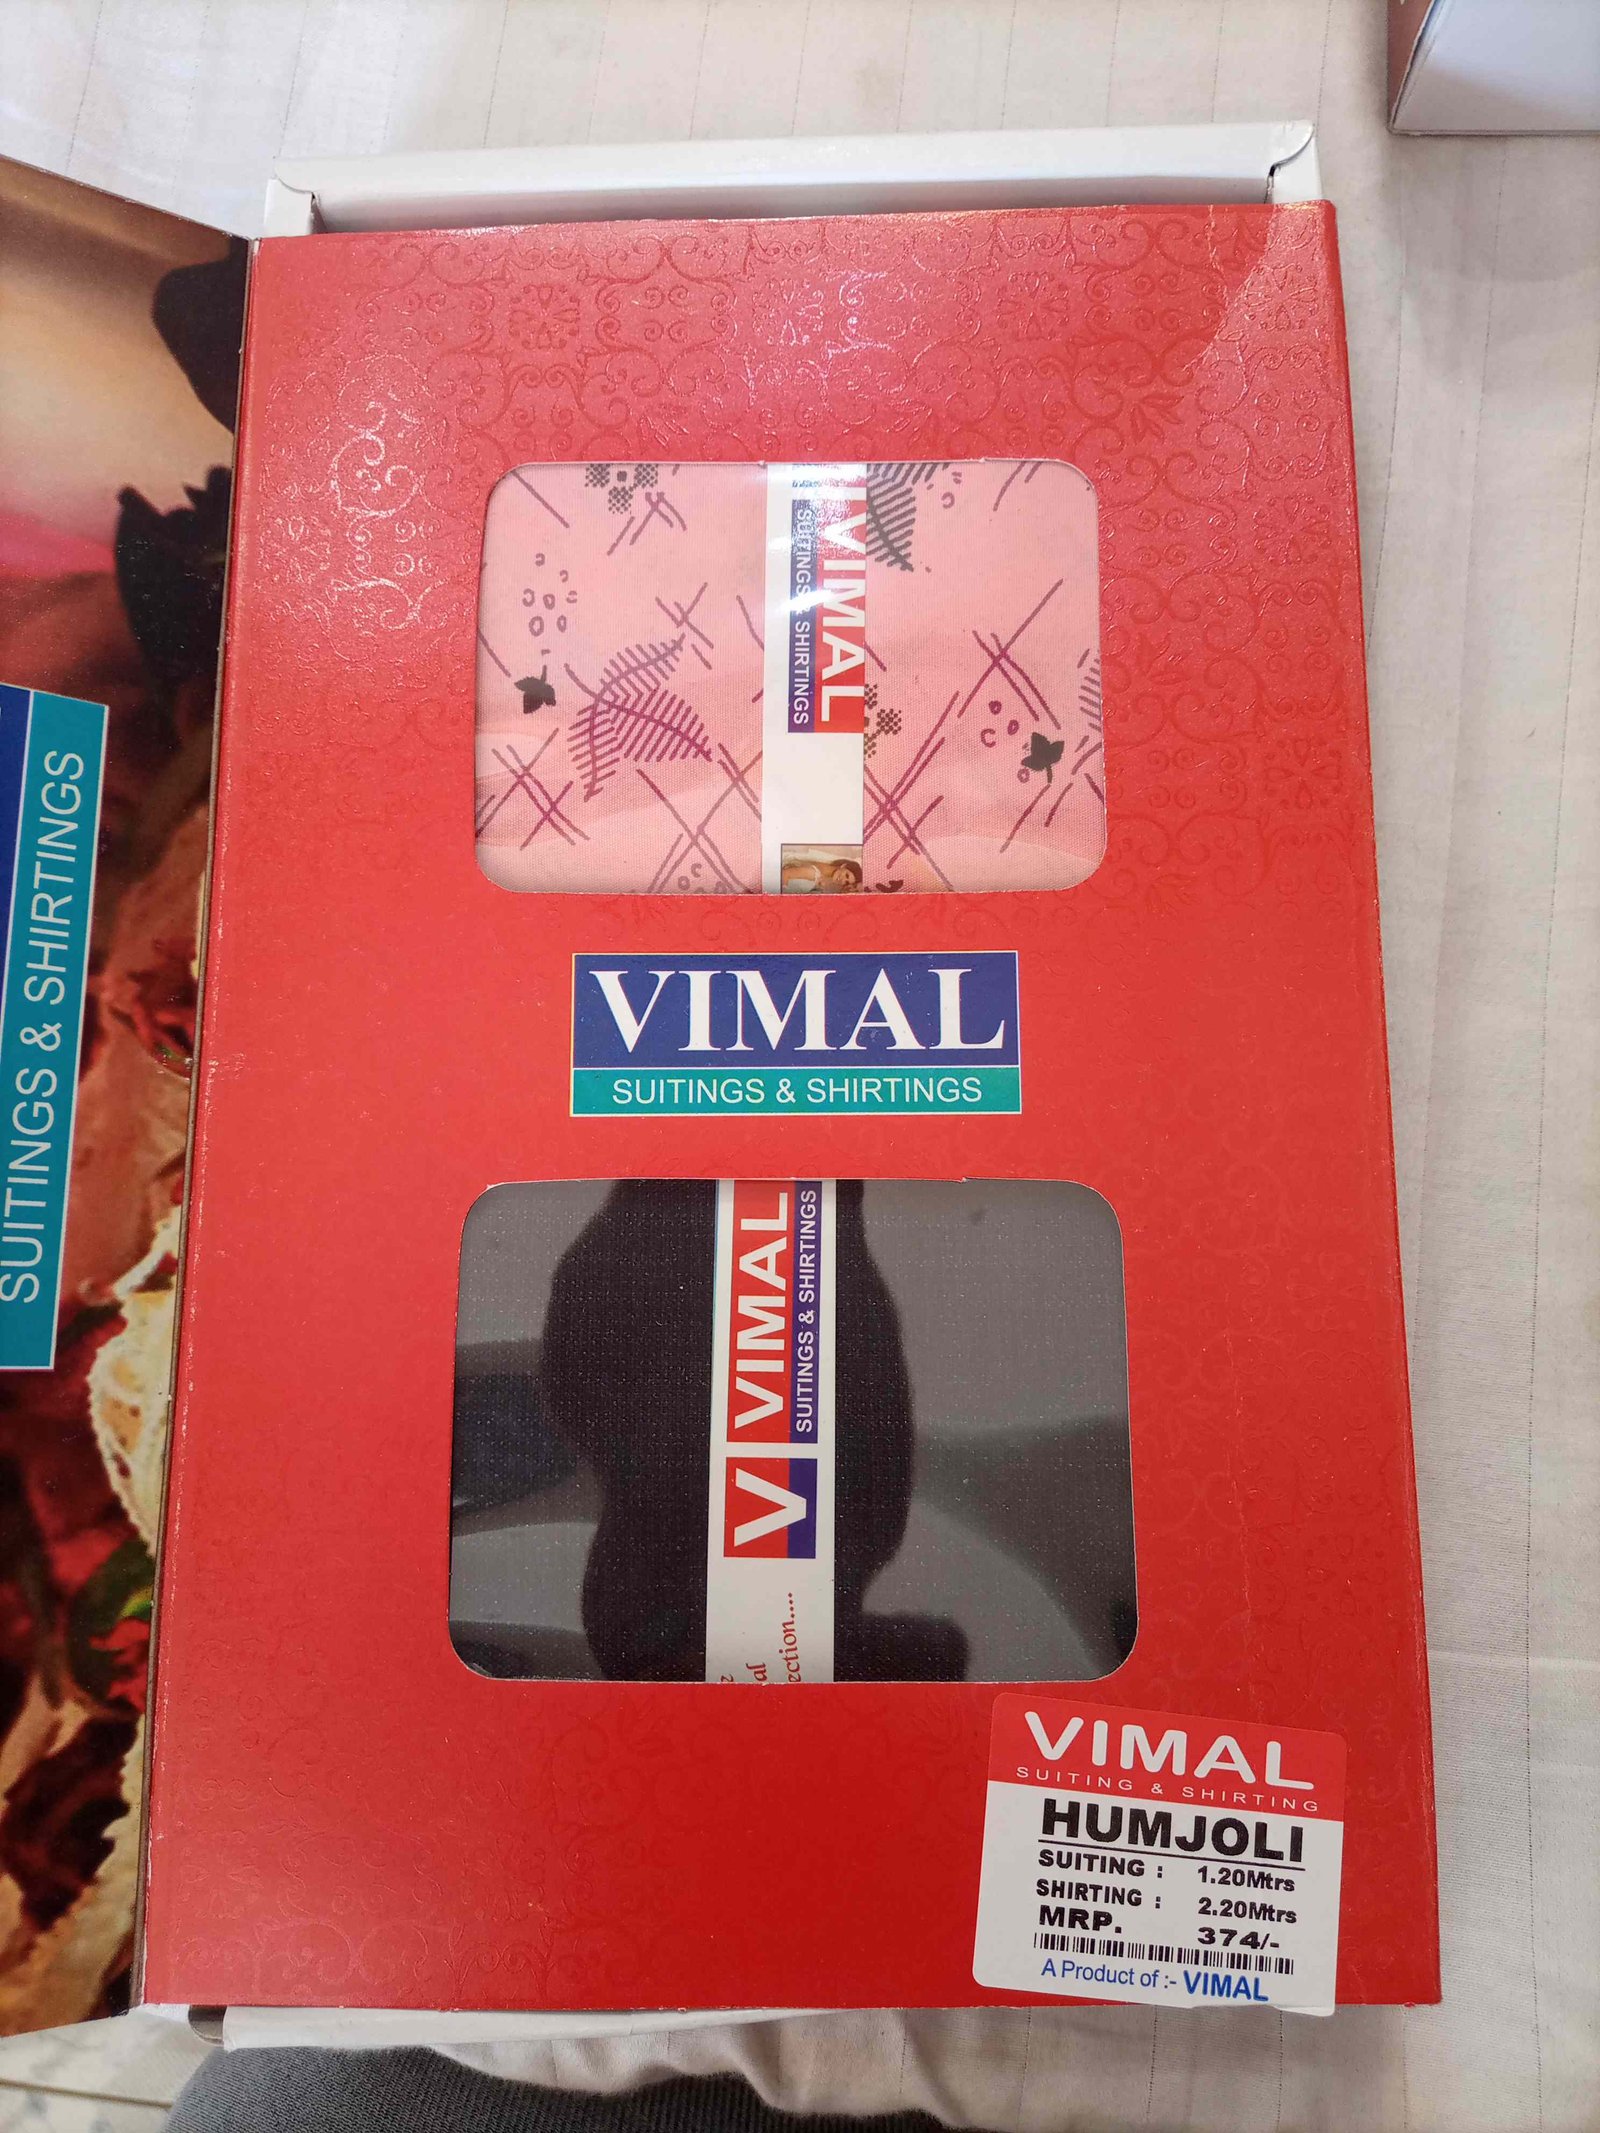 SUITINGS & SHIRTINGS
VIMAL
SUITINGS & SHIRTINGS
VIMAL
SUITINGS & SHIRTINGS
V VIMAL
SUITINGS & SHIRTINGS
ection....
VIMAL
SUITING & SHIRTING
HUMJOLI
SUITING : 1.20Mtrs
SHIRTING : 2.20Mtrs
MRP. 374/-
A Product of :- VIMAL